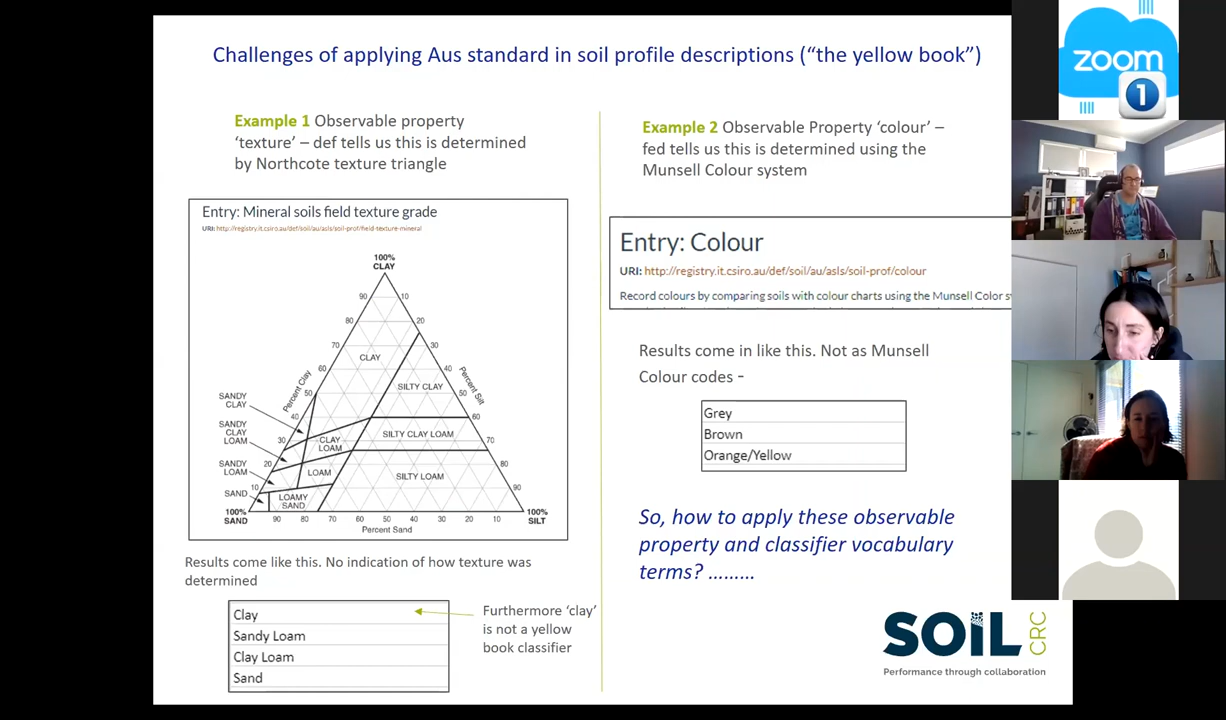 Challenges of applying Aus standard in soil profile descriptions ("the yellow book")
Example 1 Observable property
'texture' – def tells us this is determined
by Northcote texture triangle
Entry: Mineral soils field texture grade
URI: http://registry.it.csiro.au/def/soil/au/asls/soil-prof/field-texture-mineral
100%
CLAY
90
10
80
20
70
30
60
40
50
50
40
60
30
70
20
80
10
90
Percent Clay
Percent Silt
CLAY
SILTY CLAY
SANDY
CLAY
SANDY
CLAY
LOAM
SANDY
LOAM
SAND
CLAY
LOAM
SILTY CLAY LOAM
LOAM
SILTY LOAM
LOAMY
SAND
100%
SAND
90 80 70 60 50 40 30 20 10
100%
SILT
Percent Sand
Results come like this. No indication of how texture was
determined
Clay
Sandy Loam
Clay Loam
Sand
Furthermore 'clay'
is not a yellow
book classifier
Example 2 Observable Property 'colour' –
fed tells us this is determined using the
Munsell Colour system
Entry: Colour
URI: http://registry.it.csiro.au/def/soil/au/asls/soil-prof/colour
Record colours by comparing soils with colour charts using the Munsell Color
Results come in like this. Not as Munsell
Colour codes -
Grey
Brown
Orange/Yellow
So, how to apply these observable
property and classifier vocabulary
terms? ………
SOIL CRC
Performance through collaboration
zoom
1